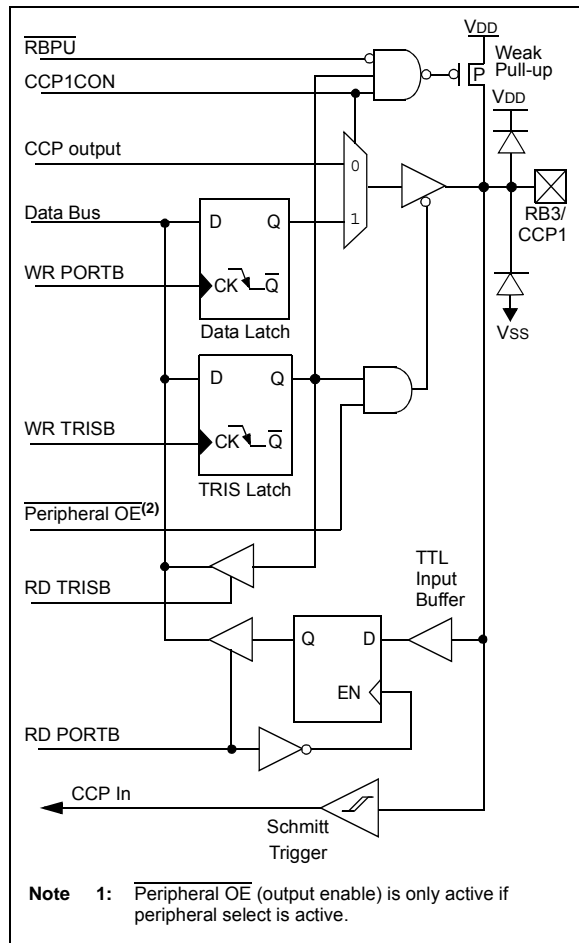 VDD
RBPU
Weak
Pull-up
CCP1CON
P
VDD
CCP output
0
Data Bus
D Q
1
RB3/
CCP1
WR PORTB
CK Q
VSS
Data Latch
D Q
WR TRISB
CK Q
TRIS Latch
Peripheral OE(2)
RD TRISB
TTL
Input
Buffer
Q D
EN
RD PORTB
CCP In
Schmitt
Trigger
Note 1: Peripheral OE (output enable) is only active if
peripheral select is active.